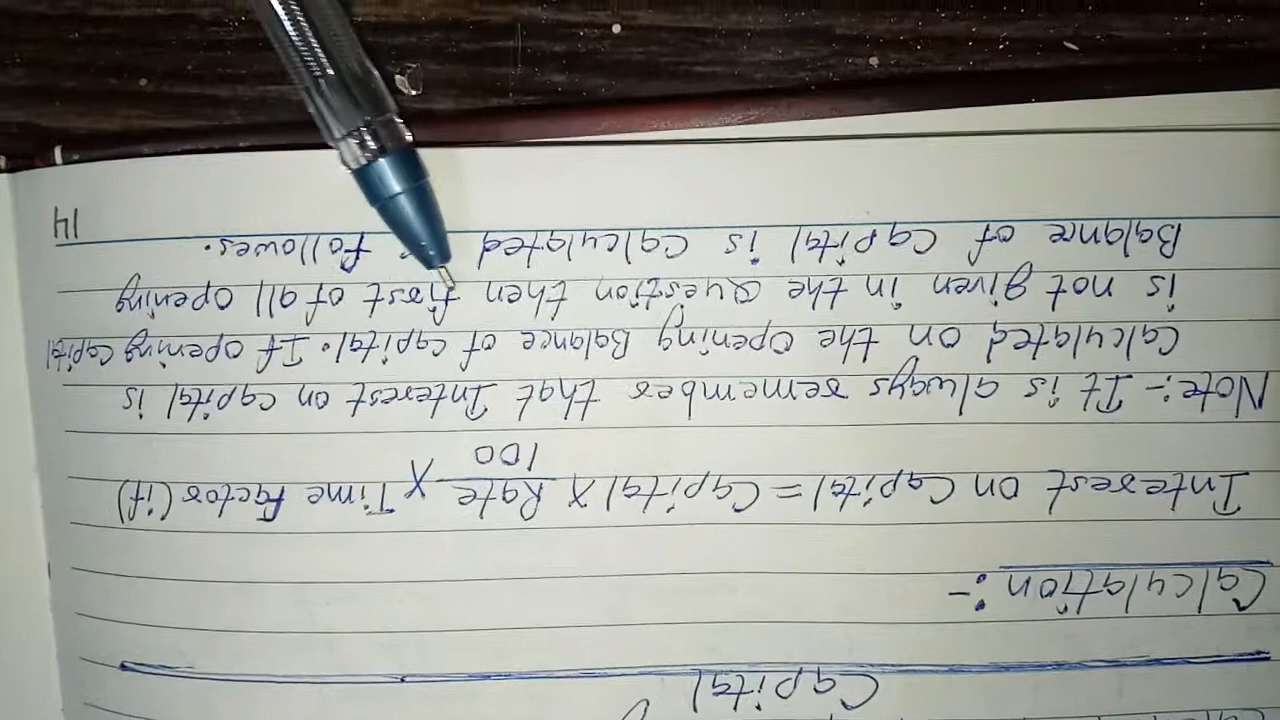 Capital
Calculation :-
Interest on Capital = Capital X Rate/100 X Time Factor (if)
Note:- It is always remember that Interest on capital is
Calculated on the opening Balance of capital. If opening capital
is not given in the Question then first of all opening
Balance of capital is calculated follows.
14